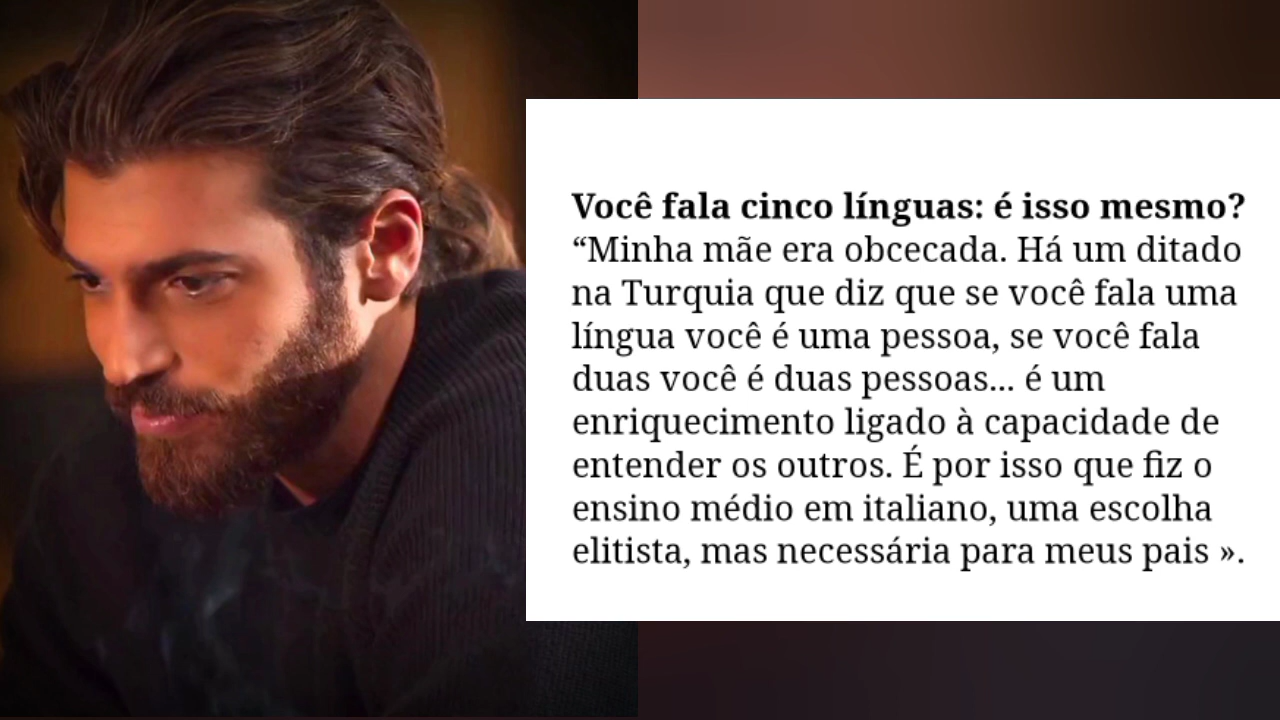 Você fala cinco línguas: é isso mesmo?
“Minha mãe era obcecada. Há um ditado
na Turquia que diz que se você fala uma
língua você é uma pessoa, se você fala
duas você é duas pessoas... é um
enriquecimento ligado à capacidade de
entender os outros. É por isso que fiz o
ensino médio em italiano, uma escolha
elitista, mas necessária para meus pais ».